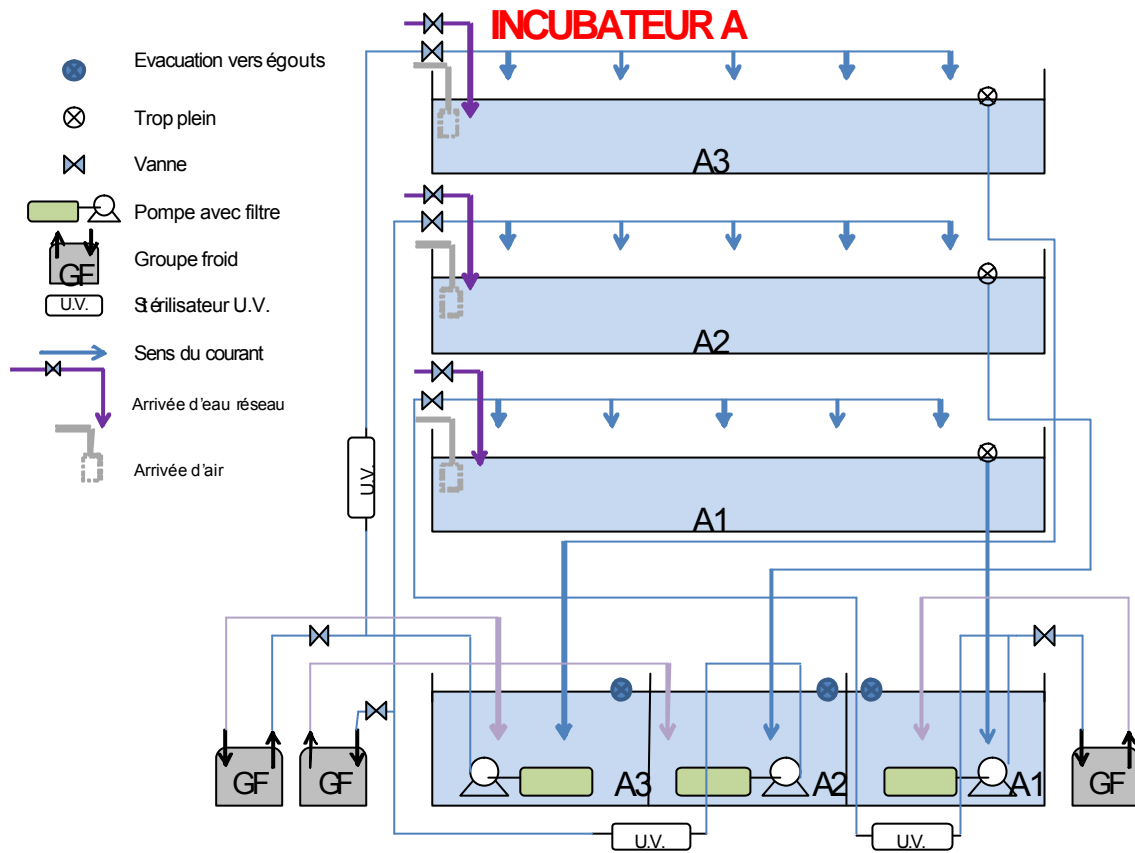 INCUBATEUR A
Evacuation vers égouts
Trop plein
Vanne
Pompe avec filtre
GF
Groupe froid
U.V.
Stérilisateur U.V.
Sens du courant
Arrivée d'eau réseau
Arrivée d'air
A3
A2
A1
U.V.
GF
GF
A3
A2
A1
GF
U.V.
U.V.